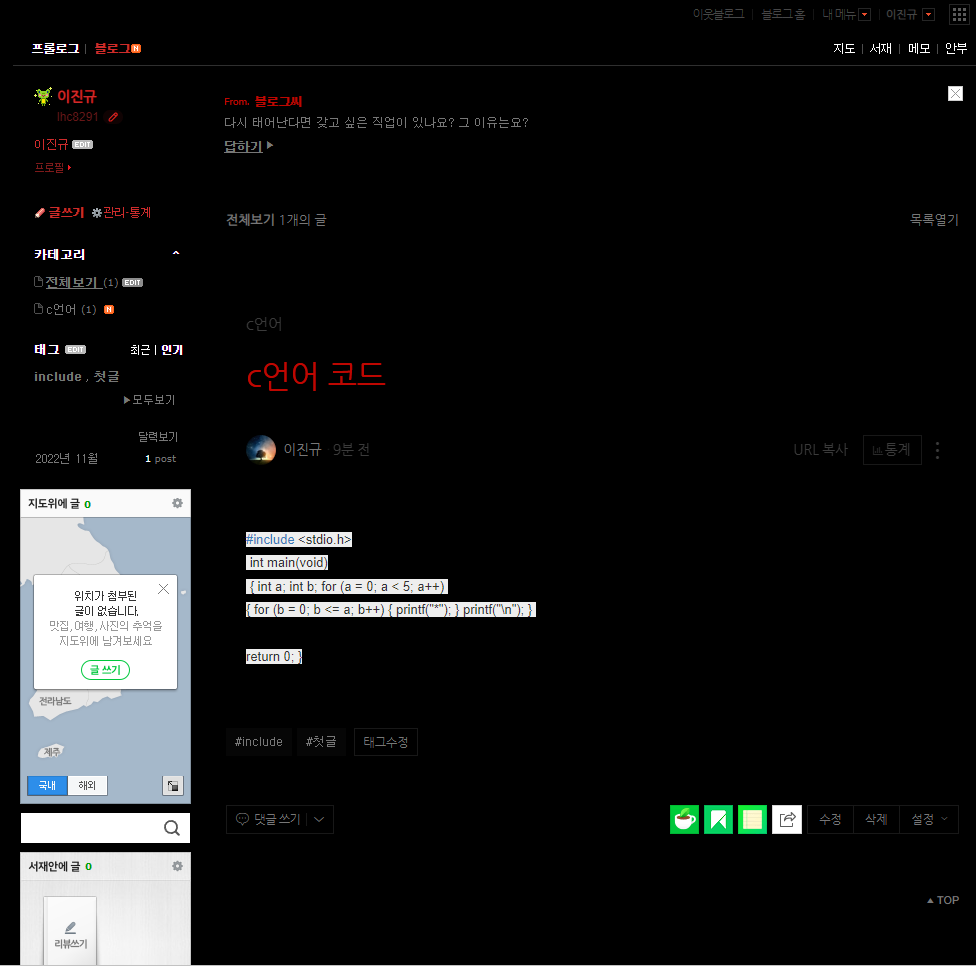 이웃블로그 | 블로그 홈 | 내 메뉴 | 이진규
프롤로그 | 블로그 N
지도 | 서재 | 메모 | 안부
이진규
lhc8291
이진규 EDIT
프로필
글쓰기 관리·통계
카테고리
전체보기 (1) EDIT
c언어 (1) N
태그 EDIT 최근 | 인기
include , 첫글
모두보기
달력보기
2022년 11월 1 post
지도위에 글 0
위치가 첨부된
글이 없습니다.
맛집, 여행, 사진의 추억을
지도위에 남겨보세요
글 쓰기
전라남도
제주
국내 해외
서재안에 글 0
리뷰쓰기
From. 블로그씨
다시 태어난다면 갖고 싶은 직업이 있나요? 그 이유는요?
답하기
전체보기 1개의 글 목록열기
c언어
c언어 코드
이진규 9분 전 URL 복사 통계
#include <stdio.h>
int main(void)
{ int a; int b; for (a = 0; a < 5; a++)
{ for (b = 0; b <= a; b++) { printf("*"); } printf("\n"); }
return 0; }
#include #첫글 태그수정
댓글 쓰기 수정 삭제 설정
TOP